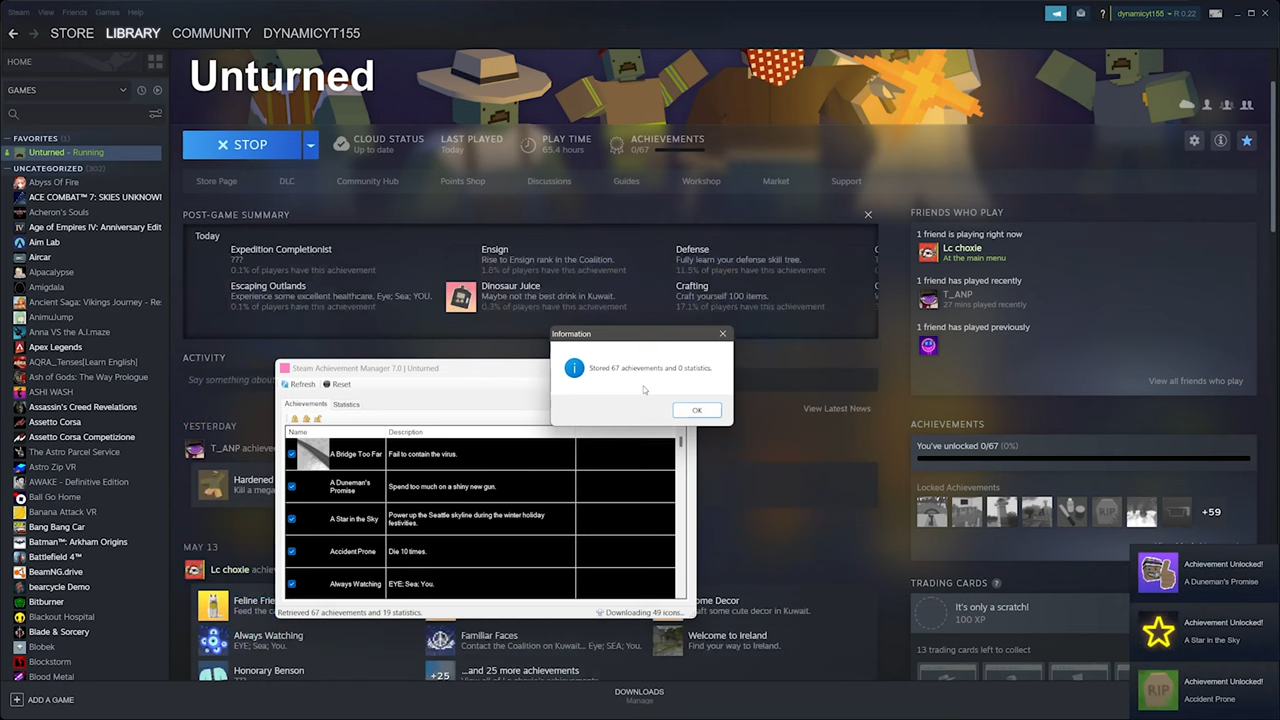 Steam View Friends Games Help
dynamicyt155 R 0.22
STORE LIBRARY COMMUNITY DYNAMICYT155
HOME
GAMES
FAVORITES (1)
Unturned - Running
UNCATEGORIZED (302)
Abyss Of Fire
ACE COMBAT™ 7: SKIES UNKNOWN
Acheron's Souls
Age of Empires IV: Anniversary Edit
Aim Lab
Aircar
Alpacalypse
Amigdala
Ancient Saga: Vikings Journey - Re
AnimuJump
Anna VS the A.I.maze
Apex Legends
AORA_Tenses[Learn English]
Ash of Gods: The Way Prologue
ASHI WASH
Assassin's Creed Revelations
Assetto Corsa
Assetto Corsa Competizione
The Astro Parcel Service
Astro Zip VR
AWAKE - Definitive Edition
Ball Go Home
Banana Attack VR
Bang Bang Car
Batman™: Arkham Origins
Battlefield 4™
BeamNG.drive
bearcycle Demo
Bitburner
Blackout Hospital
Blade & Sorcery
Blobek
Blockstorm
Blood Metal
ADD A GAME
Unturned
STOP
CLOUD STATUS
Up to date
LAST PLAYED
Today
PLAY TIME
65.4 hours
ACHIEVEMENTS
0/67
Store Page DLC Community Hub Points Shop Discussions Guides Workshop Market Support
POST-GAME SUMMARY
Today
Expedition Completionist
???
0.1% of players have this achievement
Ensign
Rise to Ensign rank in the Coalition.
1.8% of players have this achievement
Defense
Fully learn your defense skill tree.
11.5% of players have this achievement
Escaping Outlands
Experience some excellent healthcare. Eye; Sea; YOU.
0.1% of players have this achievement
Dinosaur Juice
Maybe not the best drink in Kuwait.
0.3% of players have this achievement
Crafting
Craft yourself 100 items.
17.1% of players have this achievement
ACTIVITY
Say something about
View Latest News
YESTERDAY
T_ANP achieved
Hardened
Kill a mega
MAY 13
Lc choxie achiev
Feline Frie
Feed the ca
Home Decor
Craft some cute decor in Kuwait.
Always Watching
EYE; Sea; You.
Familiar Faces
Contact the Coalition on Kuwait... EYE; SEA; YOU.
Welcome to Ireland
Find your way to Ireland.
Honorary Benson
+25
...and 25 more achievements
DOWNLOADS
Manage
Steam Achievement Manager 7.0 | Unturned
Refresh Reset
Achievements Statistics
Name Description
A Bridge Too Far Fail to contain the virus.
A Duneman's
Promise
Spend too much on a shiny new gun.
A Star in the Sky
Power up the Seattle skyline during the winter holiday
festivities.
Accident Prone Die 10 times.
Always Watching EYE; Sea; You.
Retrieved 67 achievements and 19 statistics. Downloading 49 icons...
Information
Stored 67 achievements and 0 statistics.
OK
FRIENDS WHO PLAY
1 friend is playing right now
Lc choxie
At the main menu
1 friend has played recently
T_ANP
27 mins played recently
1 friend has played previously
View all friends who play
ACHIEVEMENTS
You've unlocked 0/67 (0%)
Locked Achievements
+59
TRADING CARDS ?
It's only a scratch!
100 XP
13 trading cards left to collect
Achievement Unlocked!
A Duneman's Promise
Achievement Unlocked!
A Star in the Sky
RIP
Achievement Unlocked!
Accident Prone